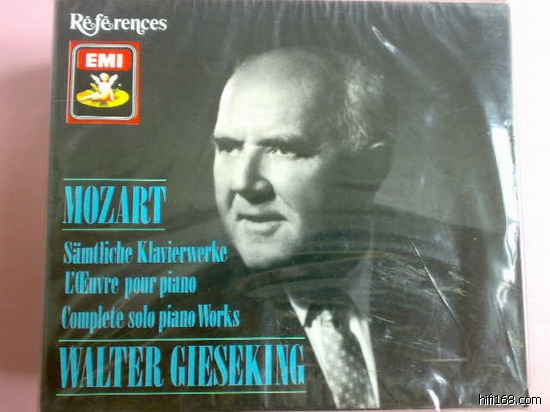 Références
EMI
MOZART
Sämtliche Klavierwerke
L'Œuvre pour piano
Complete solo piano Works
WALTER GIESEKING
hifi168.com